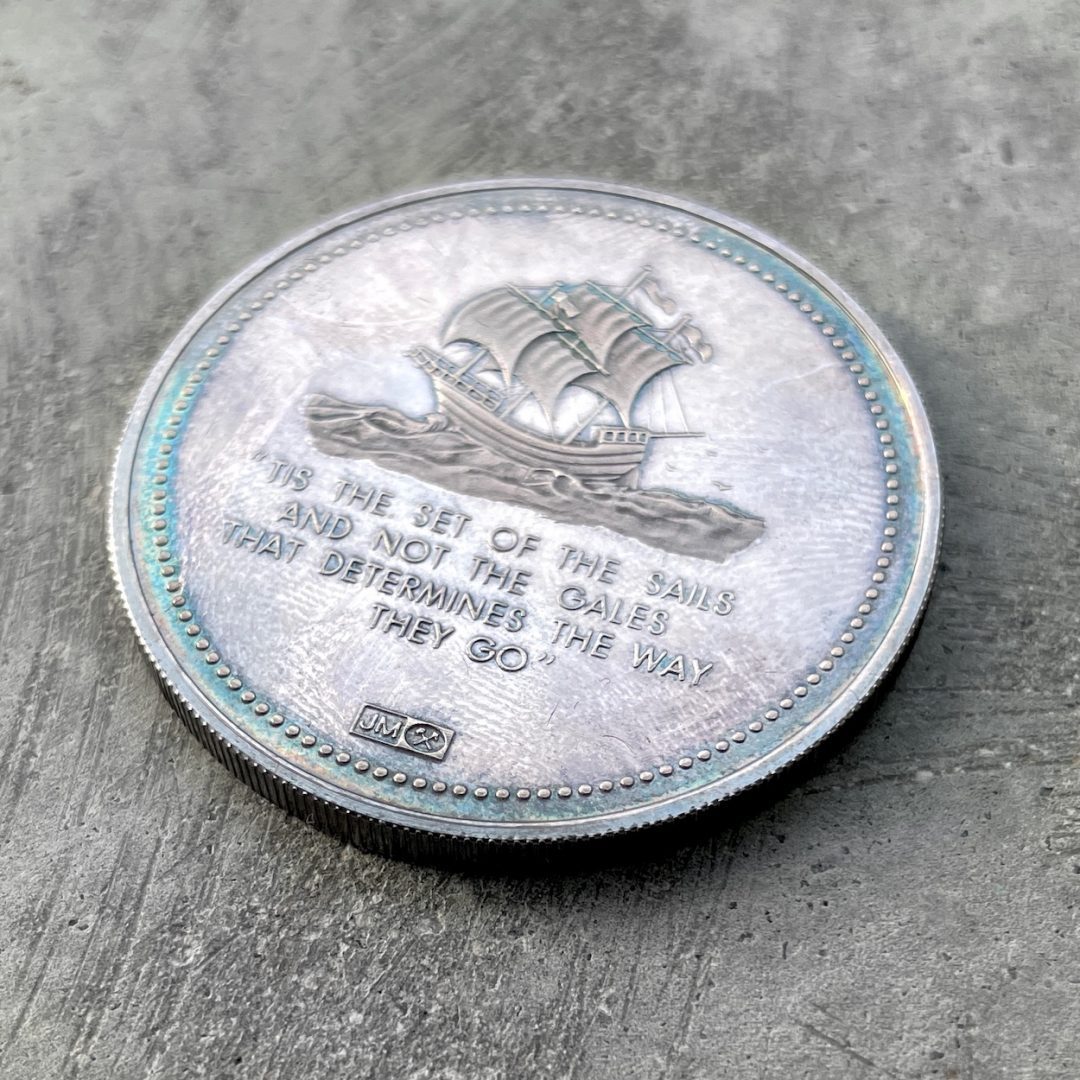 "'TIS THE SET OF THE SAILS
AND NOT THE GALES
THAT DETERMINES THE WAY
THEY GO"
JM